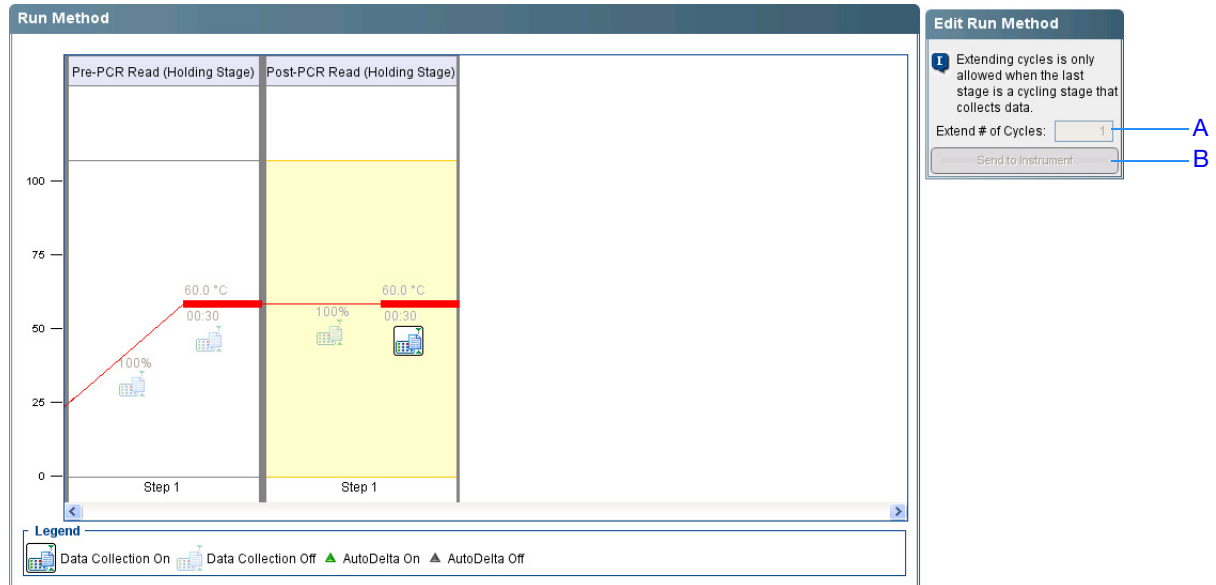 Run Method
Pre-PCR Read (Holding Stage)
Post-PCR Read (Holding Stage)
100
75
50
25
0
60.0 °C
00:30
100%
60.0 °C
00:30
100%
Step 1
Step 1
Legend
Data Collection On
Data Collection Off
AutoDelta On
AutoDelta Off
Edit Run Method
Extending cycles is only
allowed when the last
stage is a cycling stage that
collects data.
Extend # of Cycles: 1
Send to Instrument
A
B